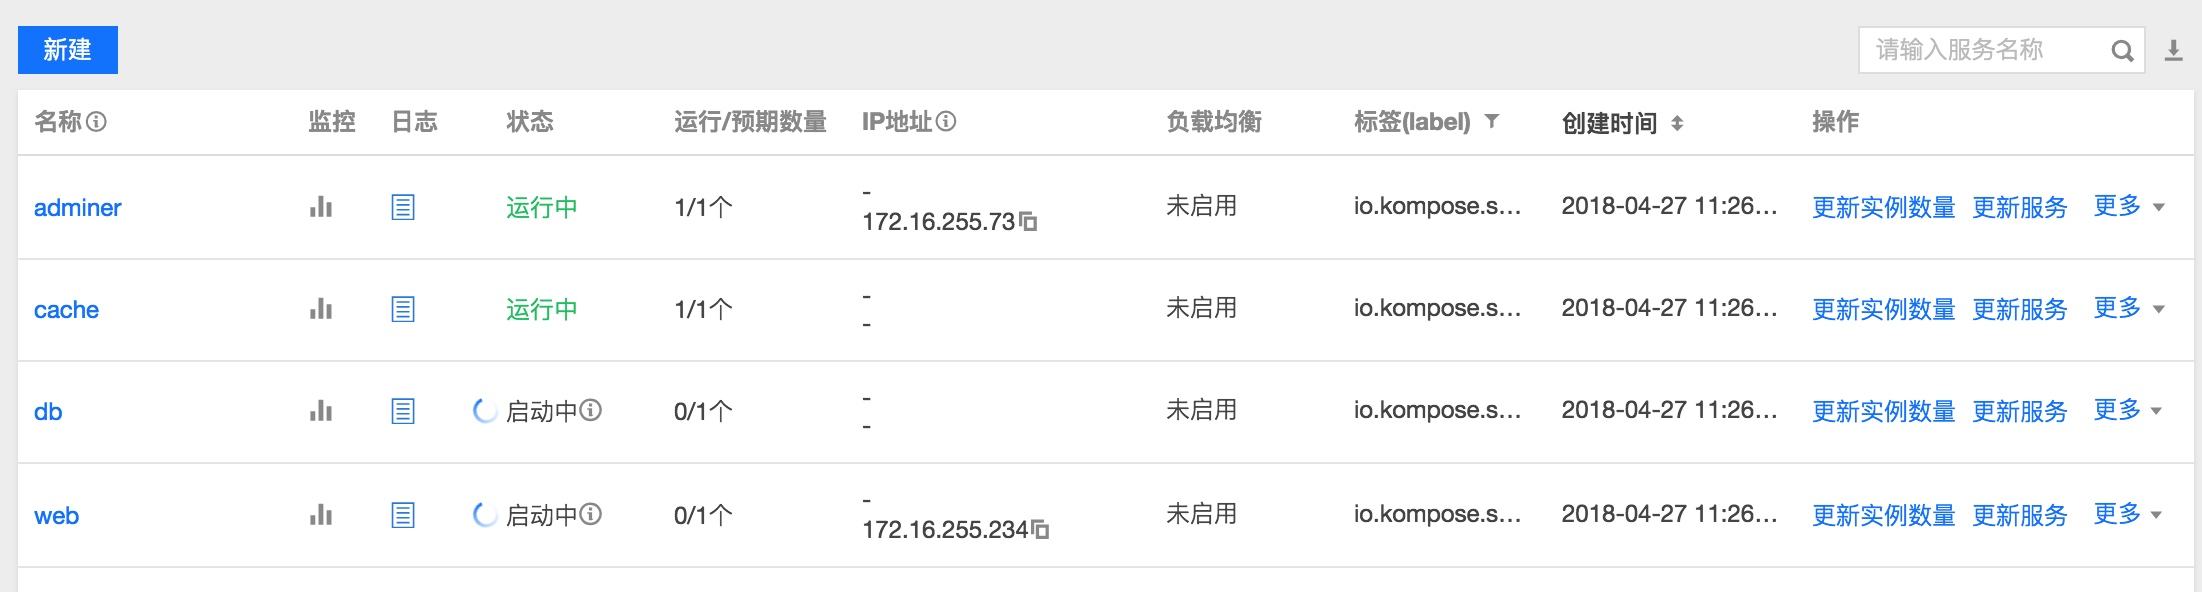 新建
请输入服务名称
名称 监控 日志 状态 运行/预期数量 IP地址 负载均衡 标签(label) 创建时间 操作
adminer 运行中 1/1个 - 未启用 io.kompose.s... 2018-04-27 11:26... 更新实例数量 更新服务 更多
172.16.255.73
cache 运行中 1/1个 - 未启用 io.kompose.s... 2018-04-27 11:26... 更新实例数量 更新服务 更多
-
db 启动中 0/1个 - 未启用 io.kompose.s... 2018-04-27 11:26... 更新实例数量 更新服务 更多
-
web 启动中 0/1个 - 未启用 io.kompose.s... 2018-04-27 11:26... 更新实例数量 更新服务 更多
172.16.255.234